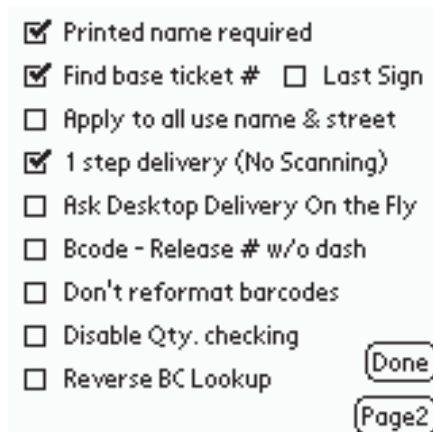 Printed name required
Find base ticket # Last Sign
Apply to all use name & street
1 step delivery (No Scanning)
Ask Desktop Delivery On the Fly
Bcode - Release # w/o dash
Don't reformat barcodes
Disable Qty. checking
Done
Reverse BC Lookup
Page2